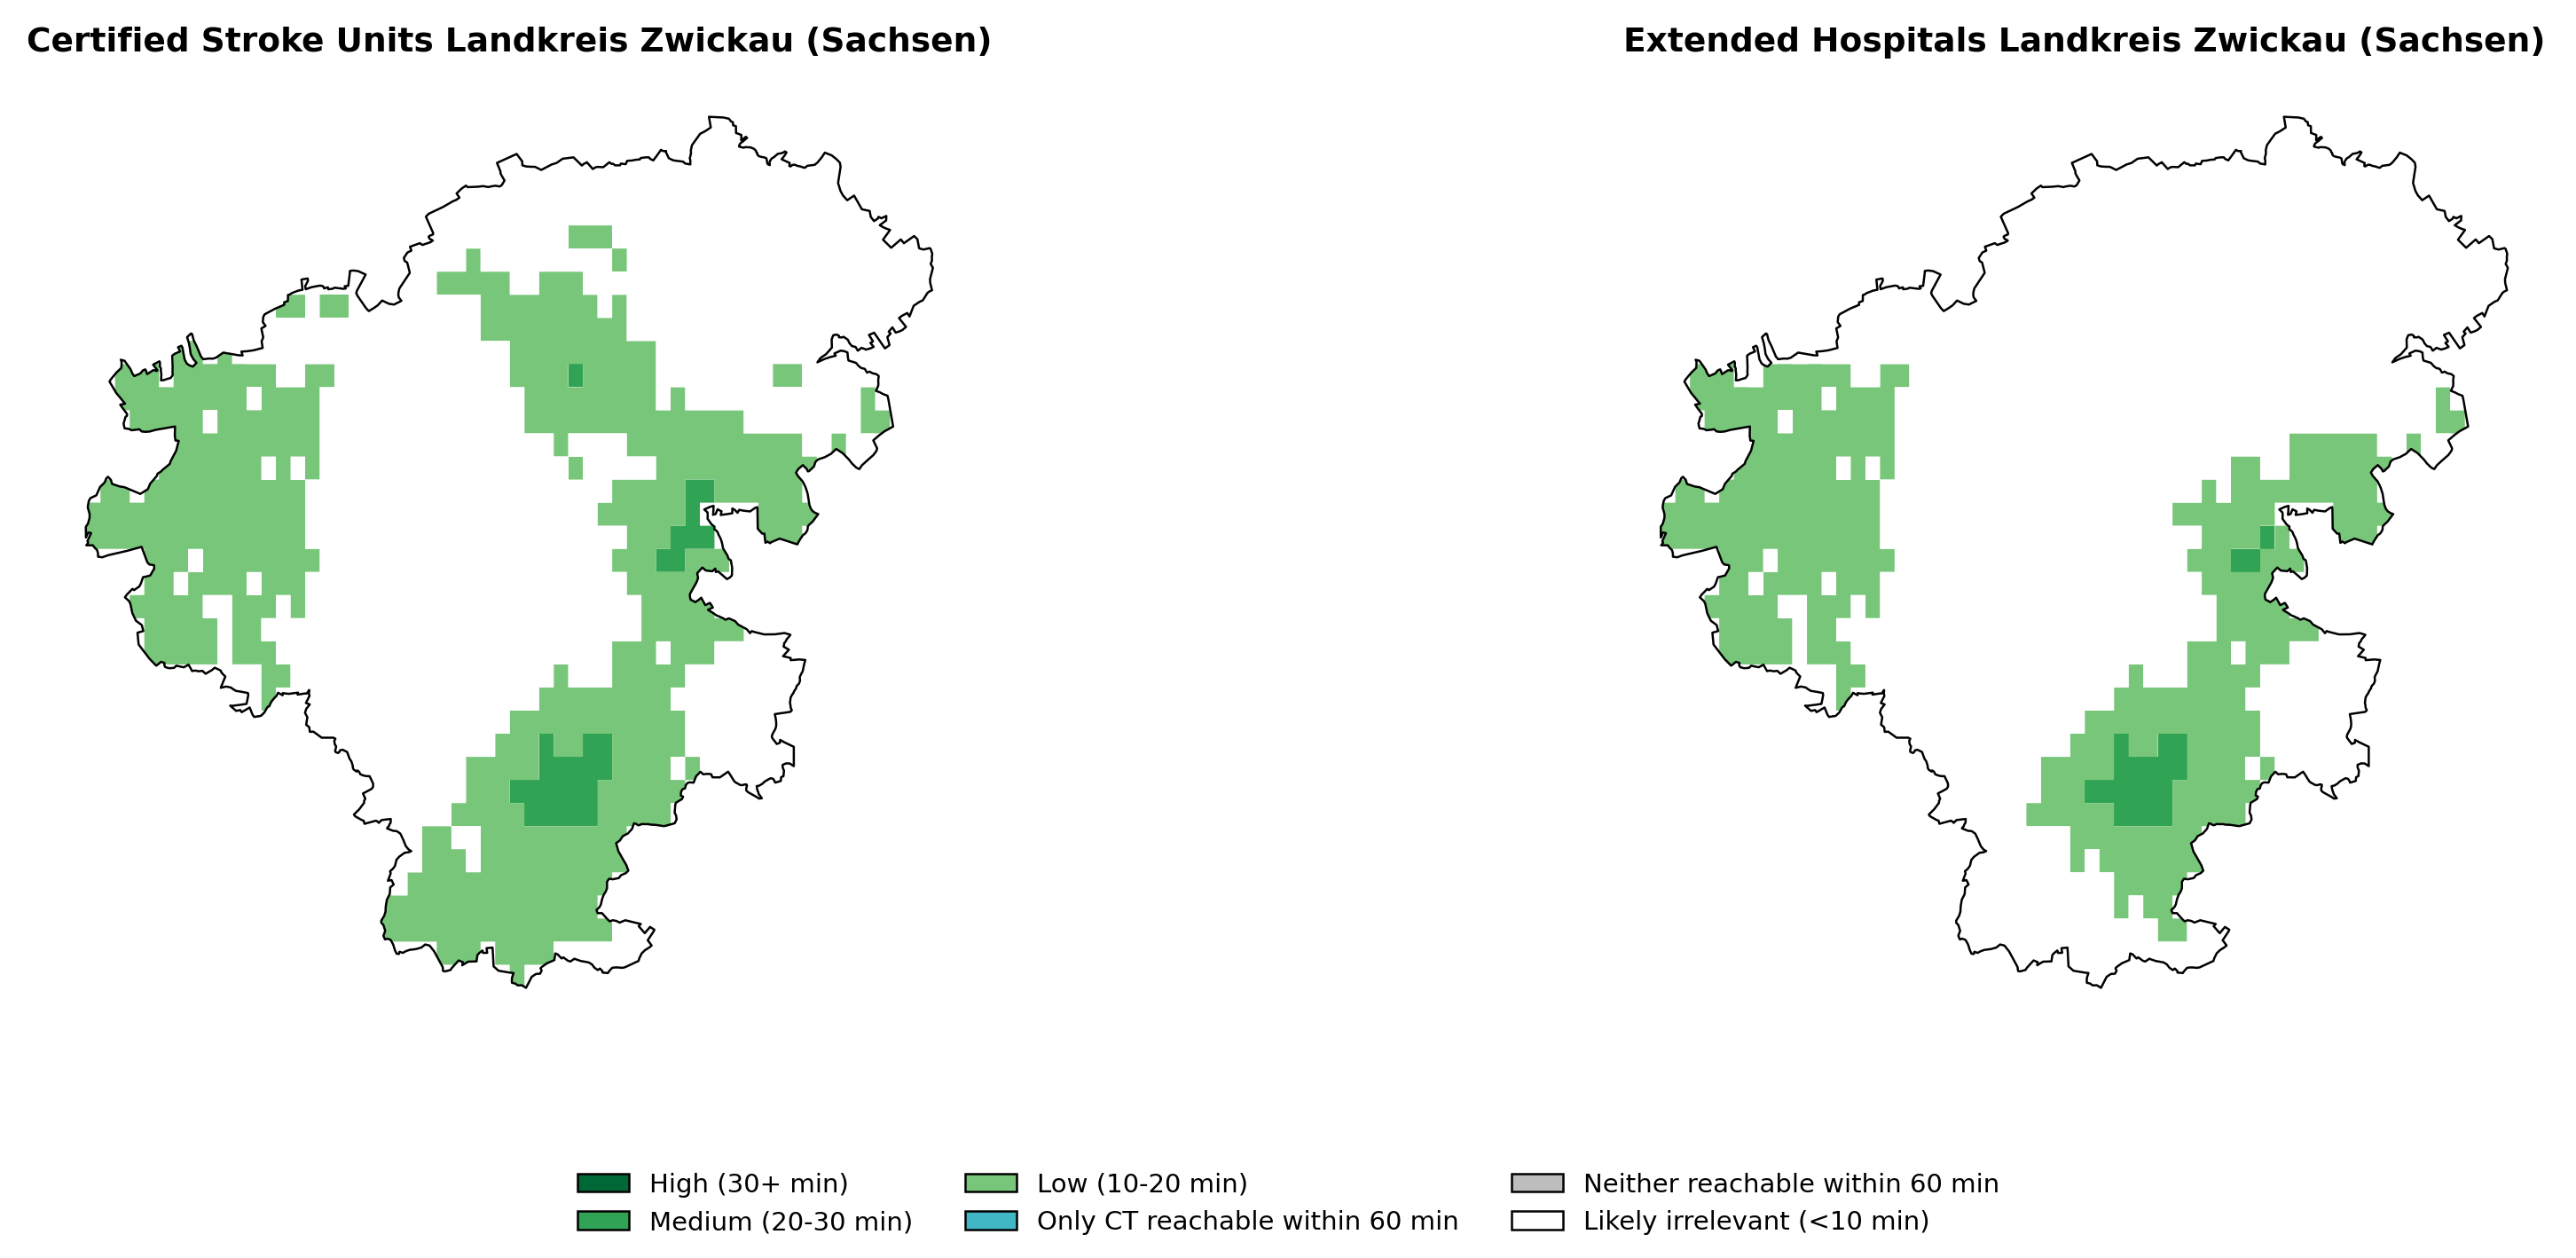 Certified Stroke Units Landkreis Zwickau (Sachsen)
Extended Hospitals Landkreis Zwickau (Sachsen)
High (30+ min)
Medium (20-30 min)
Low (10-20 min)
Only CT reachable within 60 min
Neither reachable within 60 min
Likely irrelevant (<10 min)